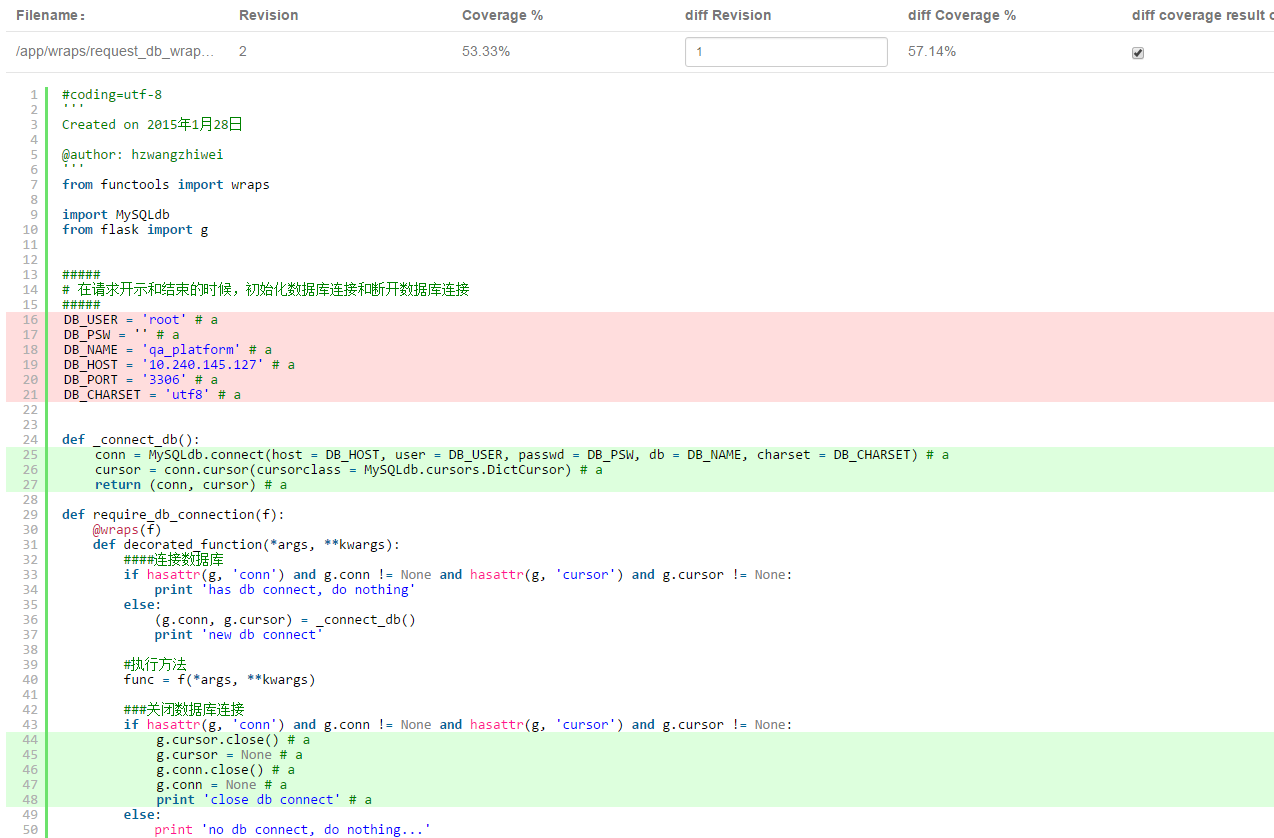 Filename： Revision Coverage % diff Revision diff Coverage % diff coverage result
/app/wraps/request_db_wrap... 2 53.33% 1 57.14%
1 #coding=utf-8
2 '''
3 Created on 2015年1月28日
4
5 @author: hzwangzhiwei
6 '''
7 from functools import wraps
8
9 import MySQLdb
10 from flask import g
11
12
13 #####
14 # 在请求开示和结束的时候，初始化数据库连接和断开数据库连接
15 #####
16 DB_USER = 'root' # a
17 DB_PSW = '' # a
18 DB_NAME = 'qa_platform' # a
19 DB_HOST = '10.240.145.127' # a
20 DB_PORT = '3306' # a
21 DB_CHARSET = 'utf8' # a
22
23
24 def _connect_db():
25 conn = MySQLdb.connect(host = DB_HOST, user = DB_USER, passwd = DB_PSW, db = DB_NAME, charset = DB_CHARSET) # a
26 cursor = conn.cursor(cursorclass = MySQLdb.cursors.DictCursor) # a
27 return (conn, cursor) # a
28
29 def require_db_connection(f):
30 @wraps(f)
31 def decorated_function(*args, **kwargs):
32 ####连接数据库
33 if hasattr(g, 'conn') and g.conn != None and hasattr(g, 'cursor') and g.cursor != None:
34 print 'has db connect, do nothing'
35 else:
36 (g.conn, g.cursor) = _connect_db()
37 print 'new db connect'
38
39 #执行方法
40 func = f(*args, **kwargs)
41
42 ###关闭数据库连接
43 if hasattr(g, 'conn') and g.conn != None and hasattr(g, 'cursor') and g.cursor != None:
44 g.cursor.close() # a
45 g.cursor = None # a
46 g.conn.close() # a
47 g.conn = None # a
48 print 'close db connect' # a
49 else:
50 print 'no db connect, do nothing...'